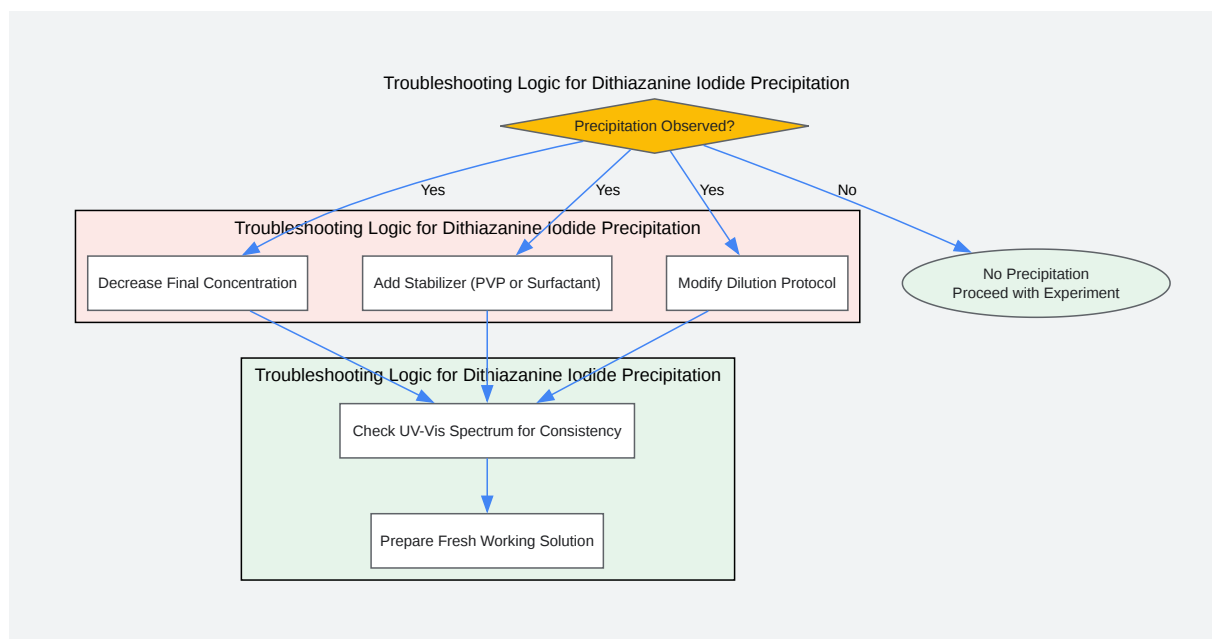 Troubleshooting Logic for Dithiazanine Iodide Precipitation
Precipitation Observed?
Yes
Yes
Yes
No
Troubleshooting Logic for Dithiazanine Iodide Precipitation
Decrease Final Concentration
Add Stabilizer (PVP or Surfactant)
Modify Dilution Protocol
No Precipitation
Proceed with Experiment
Troubleshooting Logic for Dithiazanine Iodide Precipitation
Check UV-Vis Spectrum for Consistency
Prepare Fresh Working Solution